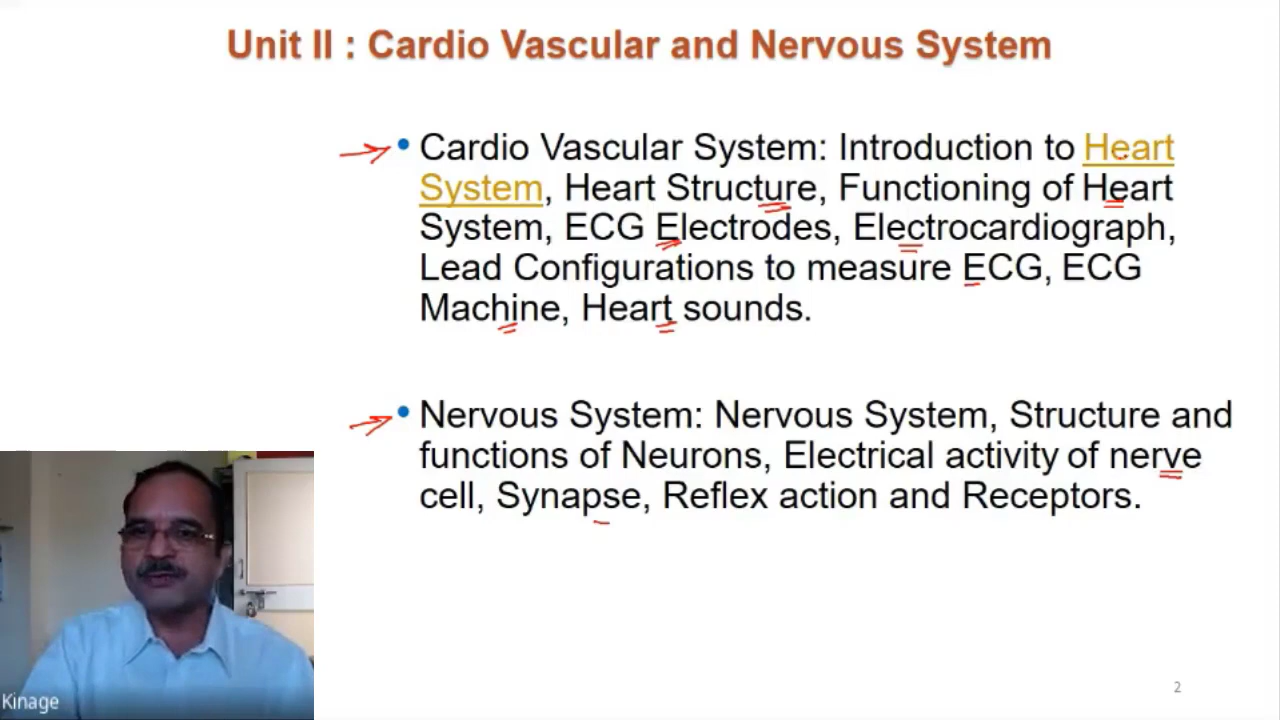 Unit II : Cardio Vascular and Nervous System
• Cardio Vascular System: Introduction to Heart
System, Heart Structure, Functioning of Heart
System, ECG Electrodes, Electrocardiograph,
Lead Configurations to measure ECG, ECG
Machine, Heart sounds.
• Nervous System: Nervous System, Structure and
functions of Neurons, Electrical activity of nerve
cell, Synapse, Reflex action and Receptors.
Kinage
2